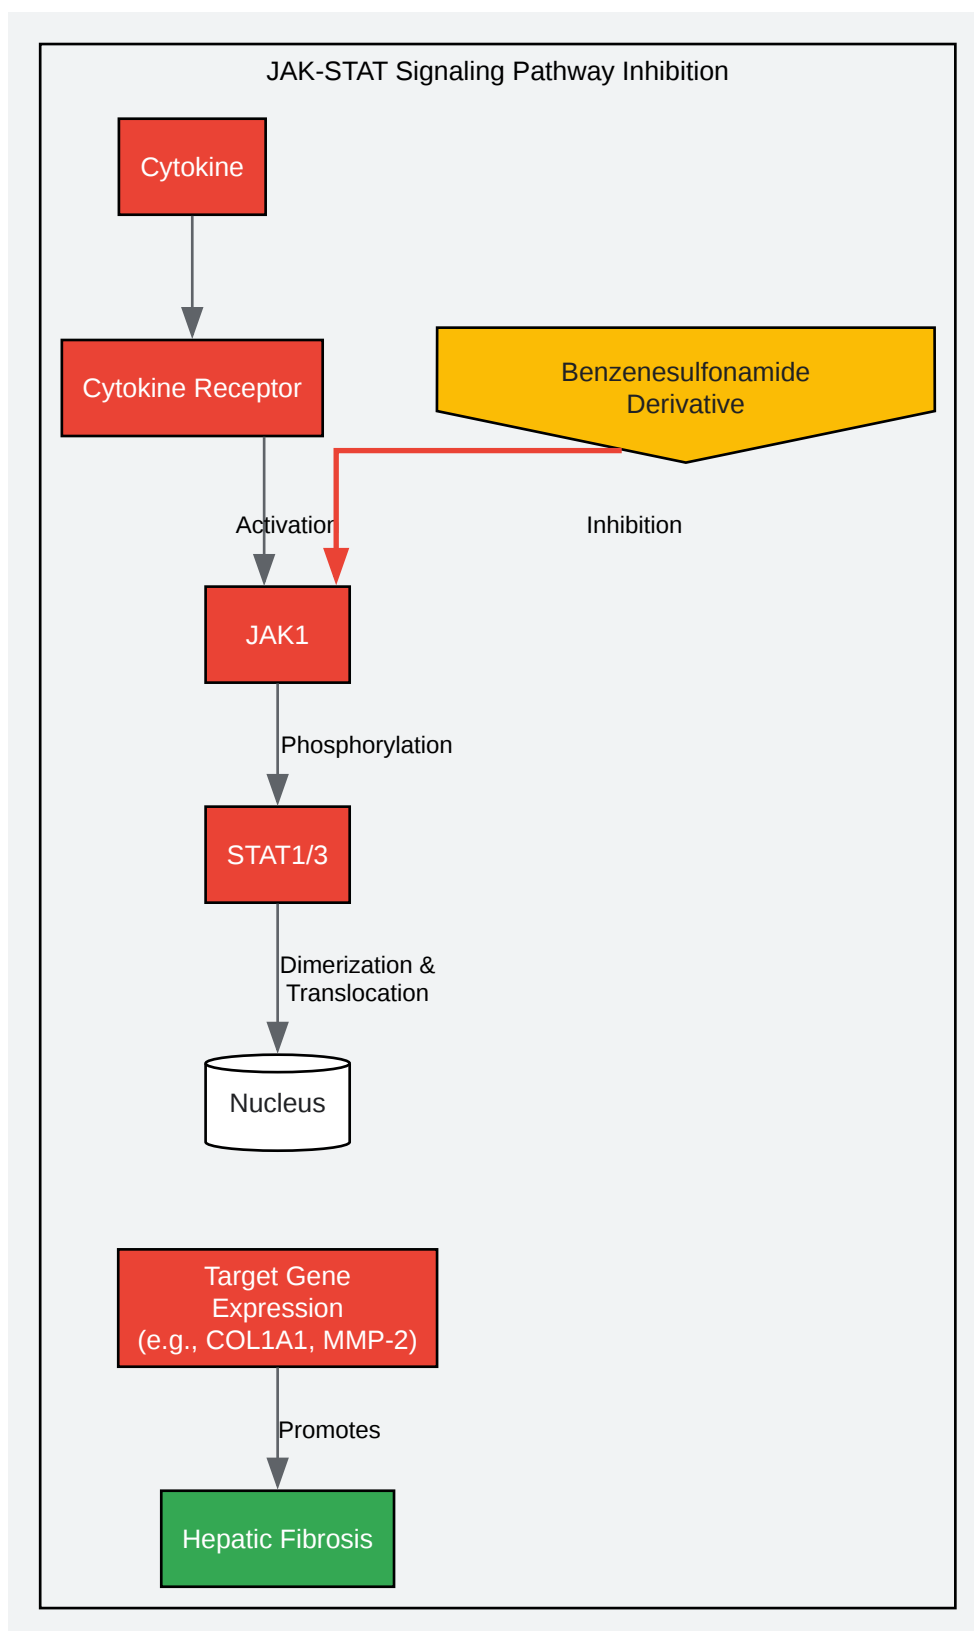 JAK-STAT Signaling Pathway Inhibition
Cytokine
Cytokine Receptor
Benzenesulfonamide
Derivative
Activation
Inhibition
JAK1
Phosphorylation
STAT1/3
Dimerization &
Translocation
Nucleus
Target Gene
Expression
(e.g., COL1A1, MMP-2)
Promotes
Hepatic Fibrosis